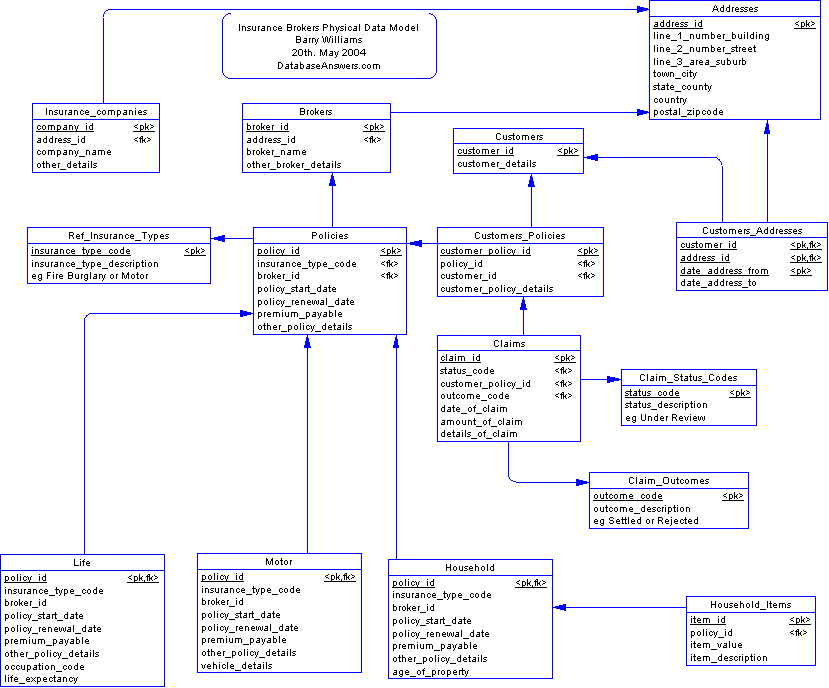 Insurance Brokers Physical Data Model
Barry Williams
20th. May 2004
DatabaseAnswers.com
Addresses
address_id <pk>
line_1_number_building
line_2_number_street
line_3_area_suburb
town_city
state_county
country
postal_zipcode
Insurance_companies
company_id <pk>
address_id <fk>
company_name
other_details
Brokers
broker_id <pk>
address_id <fk>
broker_name
other_broker_details
Customers
customer_id <pk>
customer_details
Ref_Insurance_Types
insurance_type_code <pk>
insurance_type_description
eg Fire Burglary or Motor
Policies
policy_id <pk>
insurance_type_code <fk>
broker_id <fk>
policy_start_date
policy_renewal_date
premium_payable
other_policy_details
Customers_Policies
customer_policy_id <pk>
policy_id <fk>
customer_id <fk>
customer_policy_details
Customers_Addresses
customer_id <pk,fk>
address_id <pk,fk>
date_address_from <pk>
date_address_to
Claims
claim_id <pk>
status_code <fk>
customer_policy_id <fk>
outcome_code <fk>
date_of_claim
amount_of_claim
details_of_claim
Claim_Status_Codes
status_code <pk>
status_description
eg Under Review
Claim_Outcomes
outcome_code <pk>
outcome_description
eg Settled or Rejected
Life
policy_id <pk,fk>
insurance_type_code
broker_id
policy_start_date
policy_renewal_date
premium_payable
other_policy_details
occupation_code
life_expectancy
Motor
policy_id <pk,fk>
insurance_type_code
broker_id
policy_start_date
policy_renewal_date
premium_payable
other_policy_details
vehicle_details
Household
policy_id <pk,fk>
insurance_type_code
broker_id
policy_start_date
policy_renewal_date
premium_payable
other_policy_details
age_of_property
Household_Items
item_id <pk>
policy_id <fk>
item_value
item_description